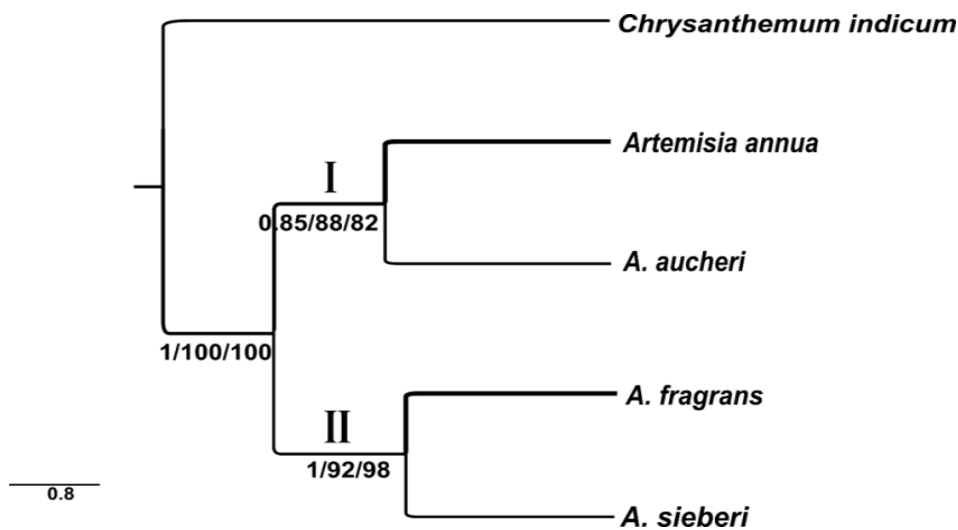 Chrysanthemum indicum
Artemisia annua
I
0.85/88/82
A. aucheri
1/100/100
A. fragrans
II
1/92/98
0.8
A. sieberi